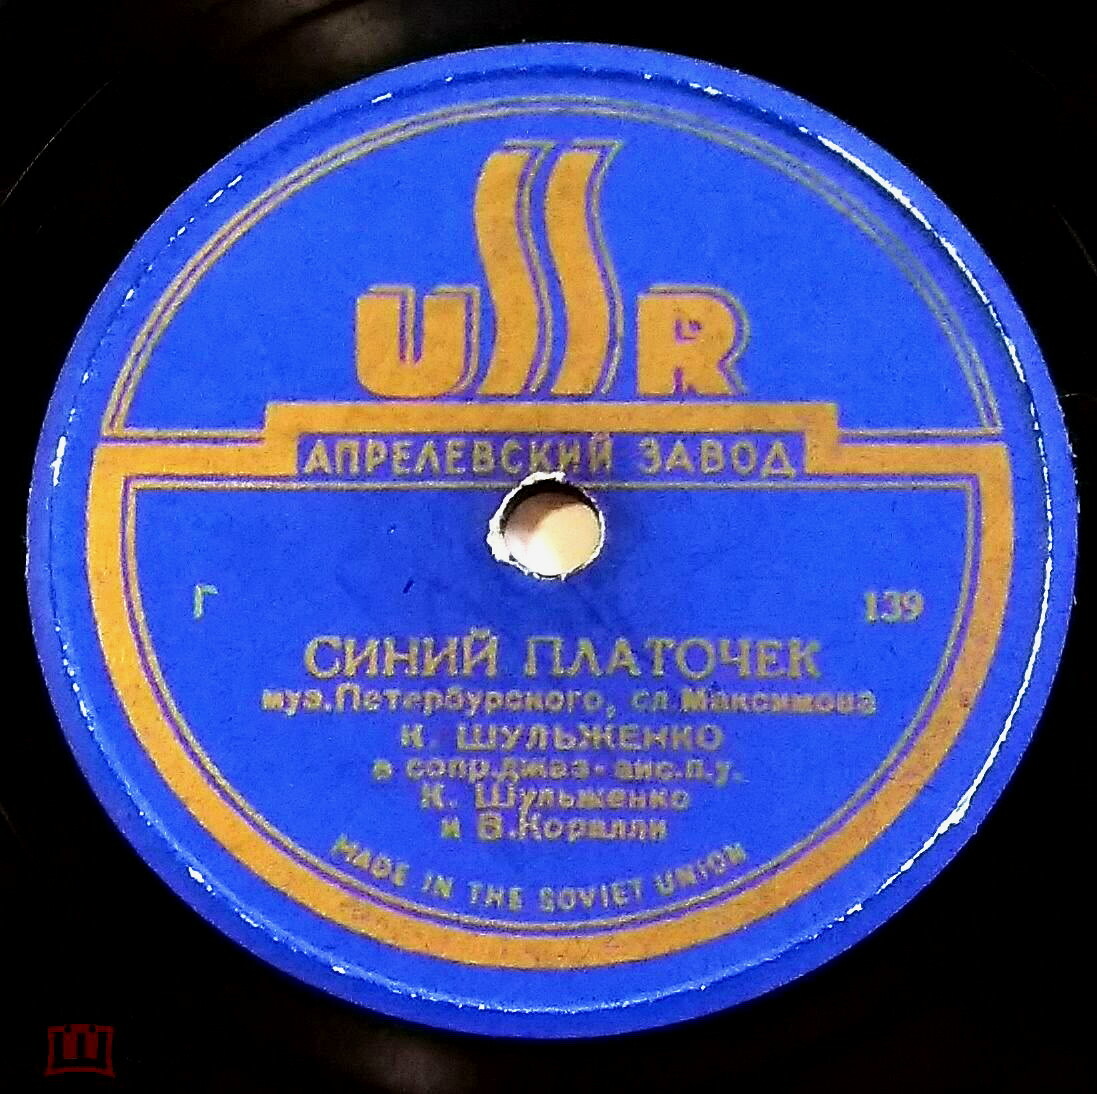 USSR
АПРЕЛЕВСКИЙ ЗАВОД
Г 139
СИНИЙ ПЛАТОЧЕК
муз.Петербурского, сл.Максимова
К. ШУЛЬЖЕНКО
в сопр.джаз-анс.п.у.
К. Шульженко
и В.Коралли
MADE IN THE SOVIET UNION